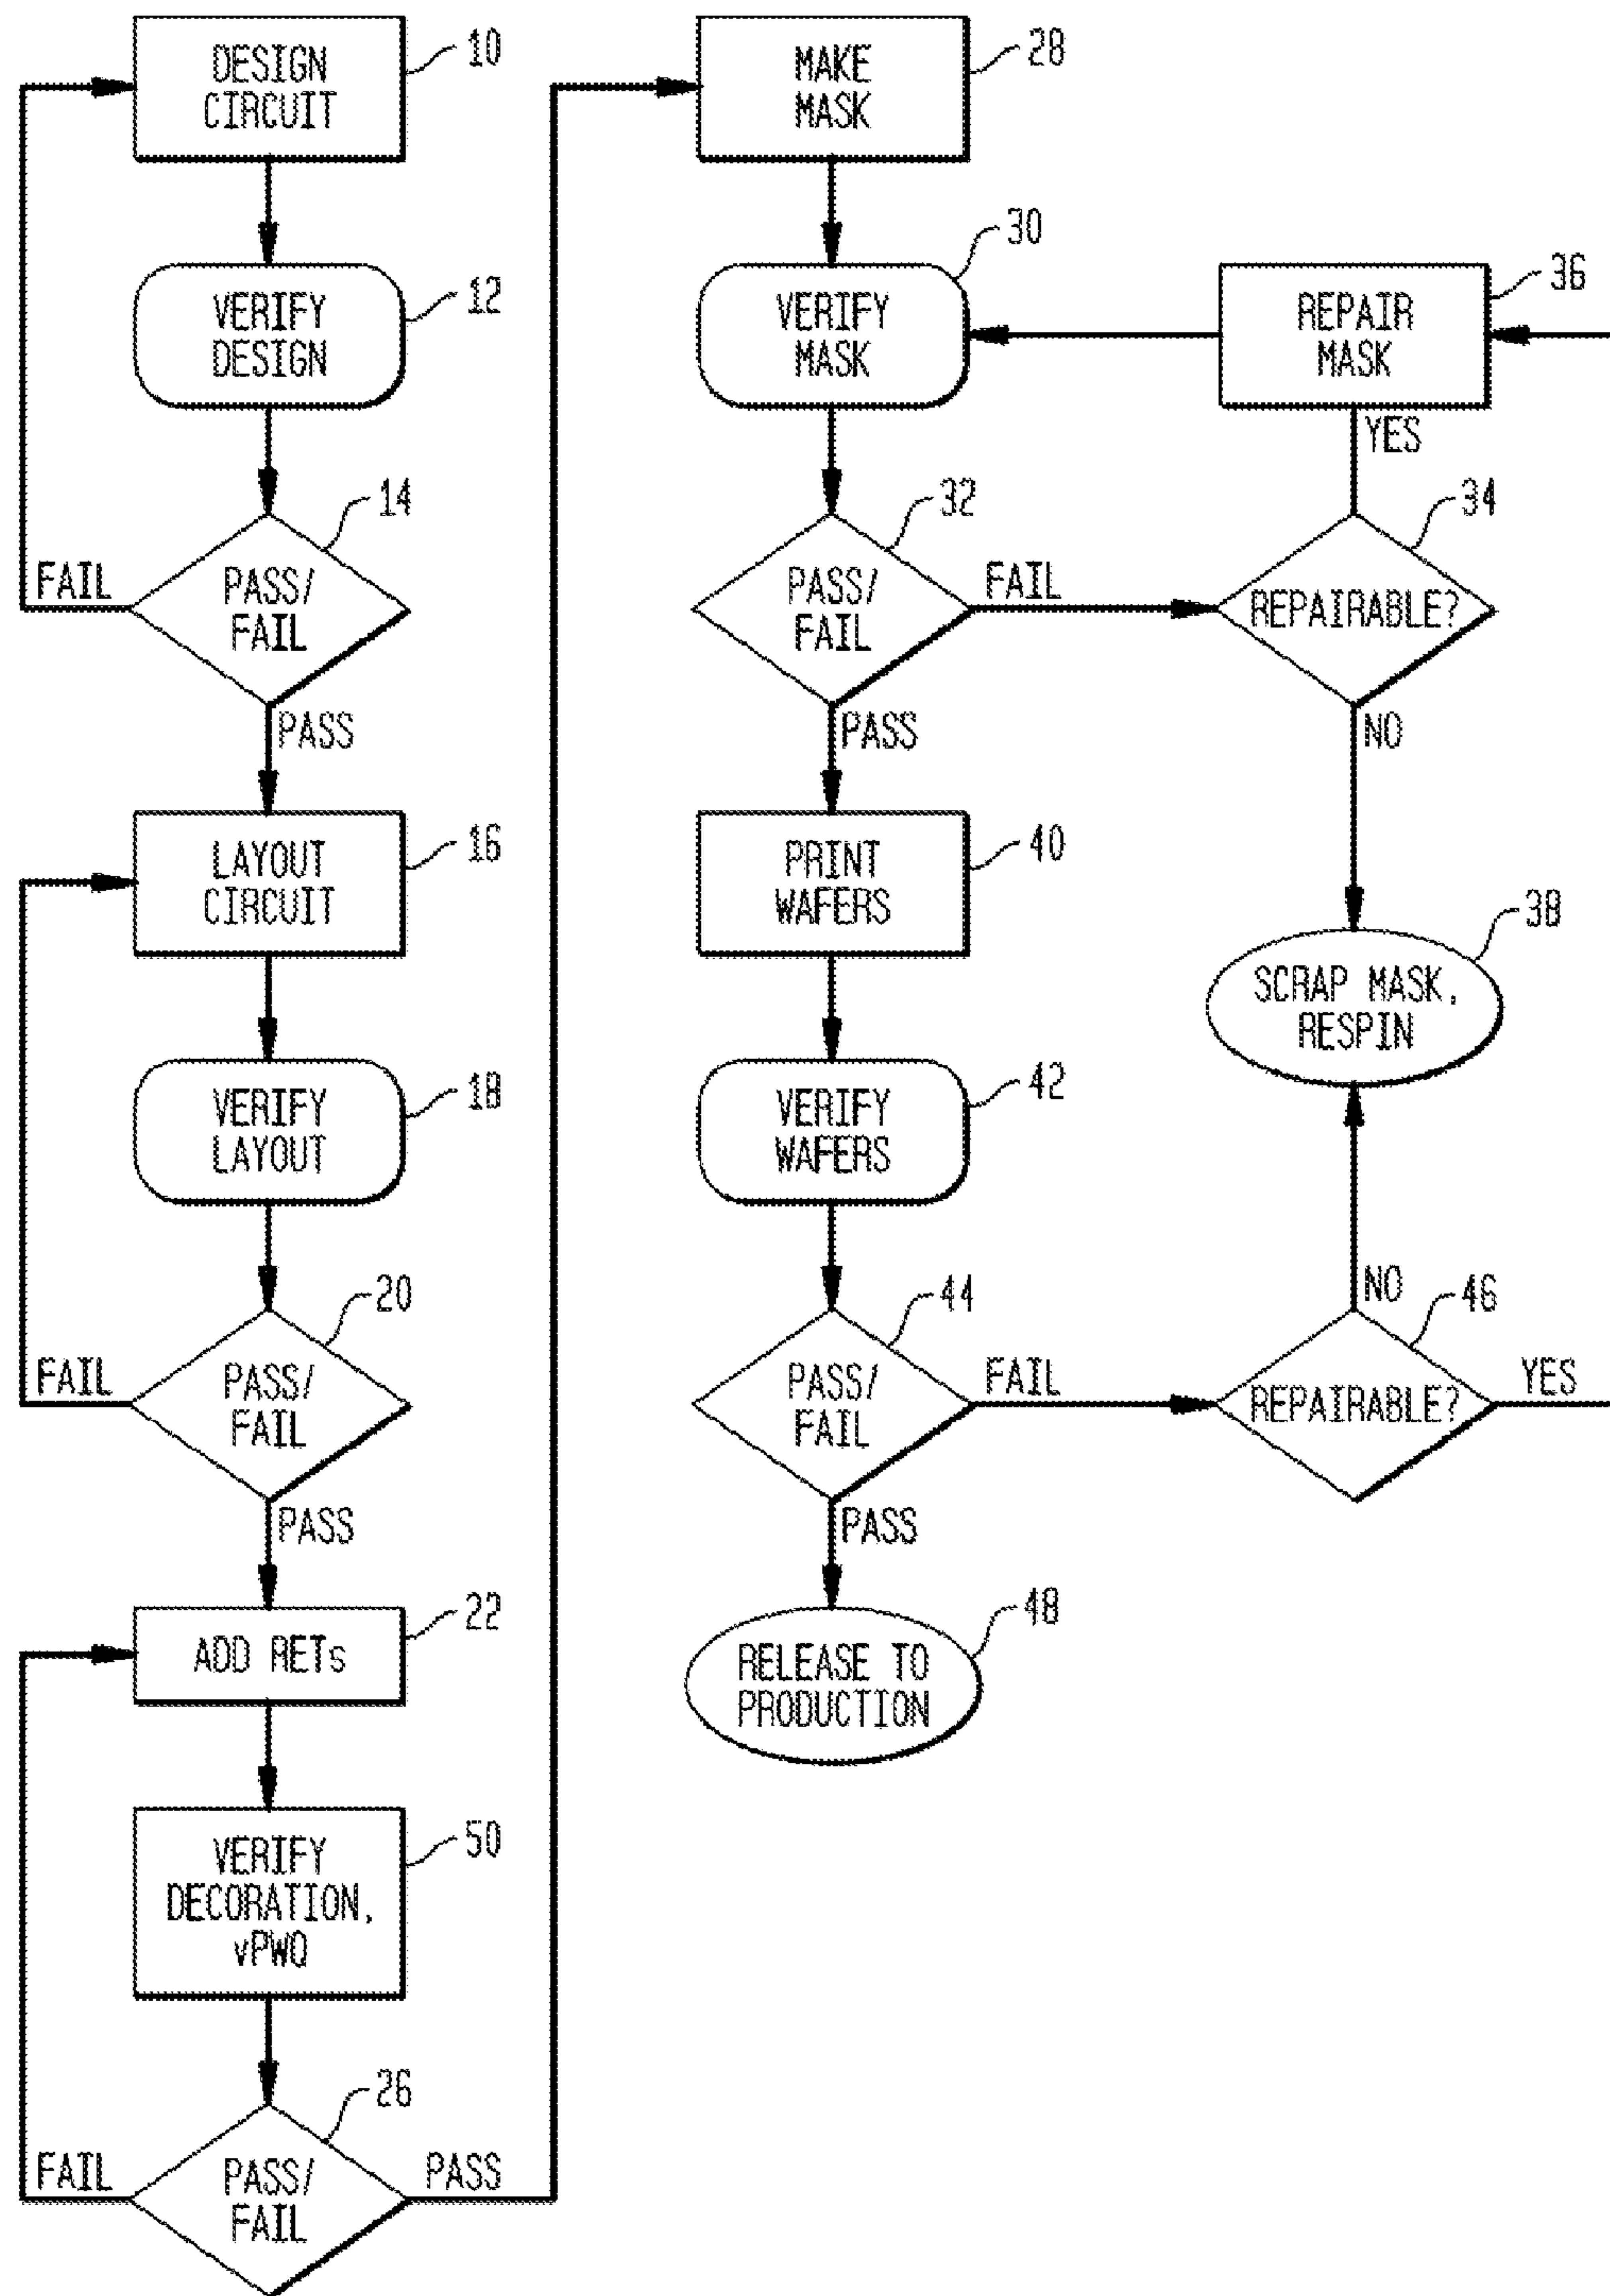 DESIGN
CIRCUIT
10
VERIFY
DESIGN
12
14
PASS/
FAIL
FAIL
PASS
LAYOUT
CIRCUIT
16
VERIFY
LAYOUT
18
20
PASS/
FAIL
FAIL
PASS
ADD RETs
22
VERIFY
DECORATION,
vPWQ
50
26
PASS/
FAIL
FAIL
PASS
MAKE
MASK
28
30
VERIFY
MASK
REPAIR
MASK
36
YES
32
PASS/
FAIL
FAIL
34
REPAIRABLE?
PASS
NO
PRINT
WAFERS
40
38
SCRAP MASK,
RESPIN
VERIFY
WAFERS
42
44
PASS/
FAIL
FAIL
NO
46
REPAIRABLE?
YES
PASS
48
RELEASE TO
PRODUCTION